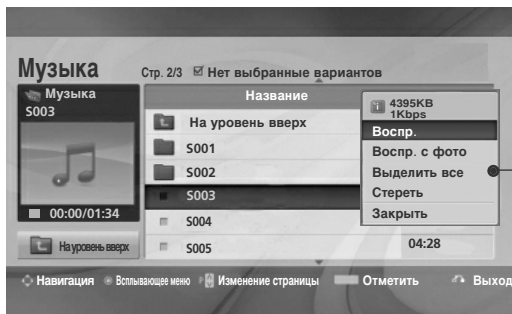 Музыка
Стр. 2/3 Нет выбранные вариантов
Музыка
S003
00:00/01:34
На уровень вверх
Название
На уровень вверх
S001
S002
S003
S004
S005
04:28
4395KB
1Kbps
Воспр.
Воспр. с фото
Выделить все
Стереть
Закрыть
Навигация Всплывающее меню P Изменение страницы Отметить Выход